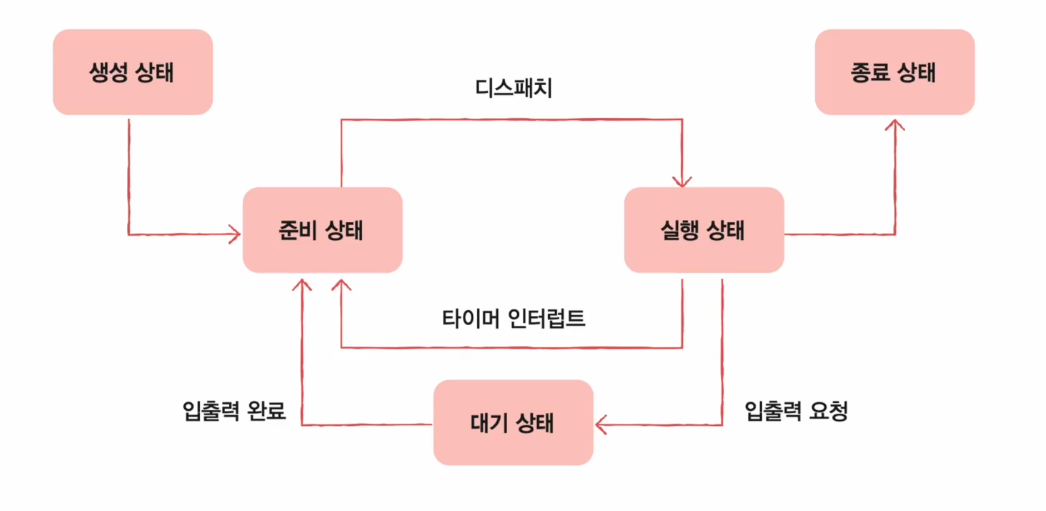 생성 상태
종료 상태
디스패치
준비 상태
실행 상태
타이머 인터럽트
입출력 완료
대기 상태
입출력 요청